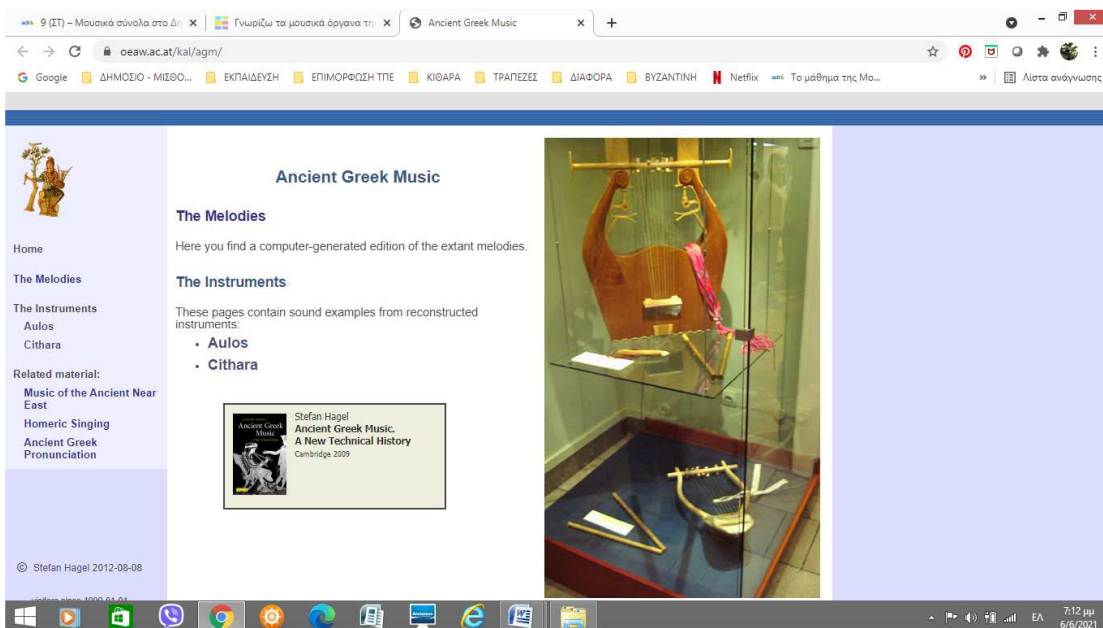 9 (ΣΤ) – Μουσικά σύνολα στο Δη
Γνωρίζω τα μουσικά όργανα τη
Ancient Greek Music
oeaw.ac.at/kal/agm/
Google
ΔΗΜΟΣΙΟ - ΜΙΣΘΟ...
ΕΚΠΑΙΔΕΥΣΗ
ΕΠΙΜΟΡΦΩΣΗ ΤΠΕ
ΚΙΘΑΡΑ
ΤΡΑΠΕΖΕΣ
ΔΙΑΦΟΡΑ
BYZANTINH
Netflix
Το μάθημα της Μο...
»
Λίστα ανάγνωσης
Home
The Melodies
The Instruments
Aulos
Cithara
Related material:
Music of the Ancient Near
East
Homeric Singing
Ancient Greek
Pronunciation
© Stefan Hagel 2012-08-08
Ancient Greek Music
The Melodies
Here you find a computer-generated edition of the extant melodies.
The Instruments
These pages contain sound examples from reconstructed
instruments:
• Aulos
• Cithara
Ancient Greek
Music
Stefan Hagel
Ancient Greek Music.
A New Technical History
Cambridge 2009
ΕΛ
7:12 μμ
6/6/2021